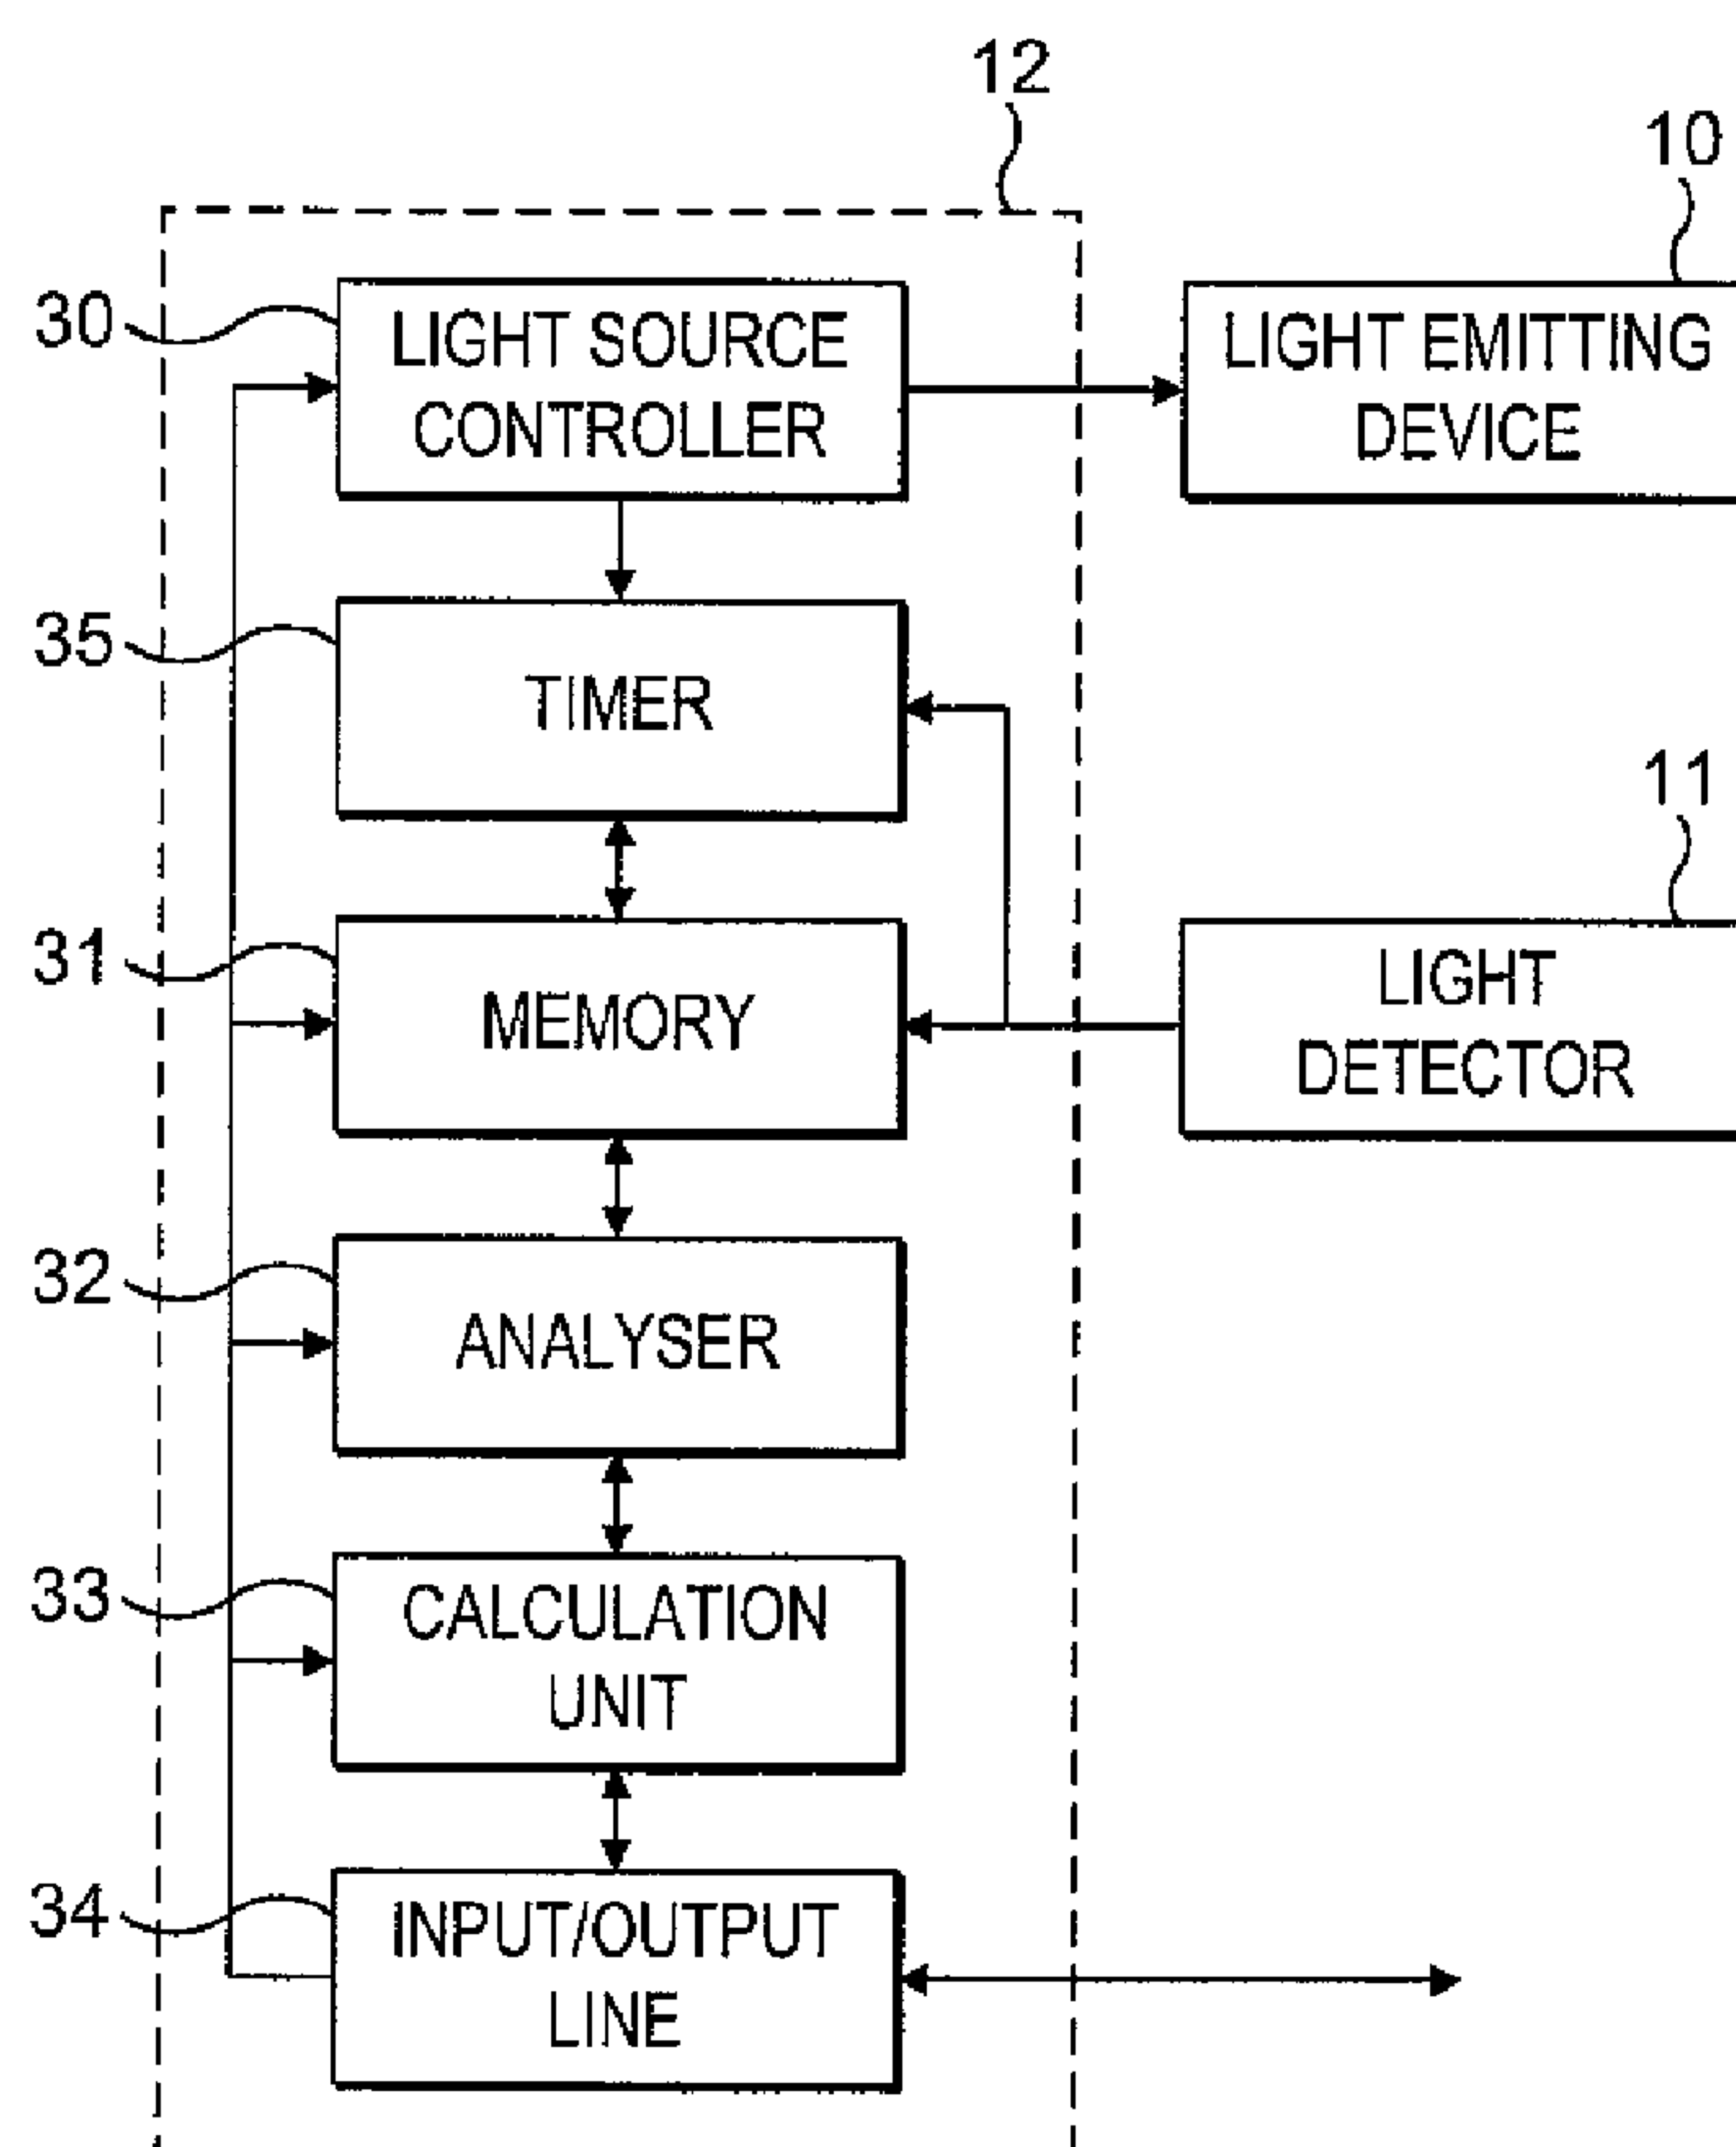 12
10
30
LIGHT SOURCE
CONTROLLER
LIGHT EMITTING
DEVICE
35
TIMER
11
31
MEMORY
LIGHT
DETECTOR
32
ANALYSER
33
CALCULATION
UNIT
34
INPUT/OUTPUT
LINE